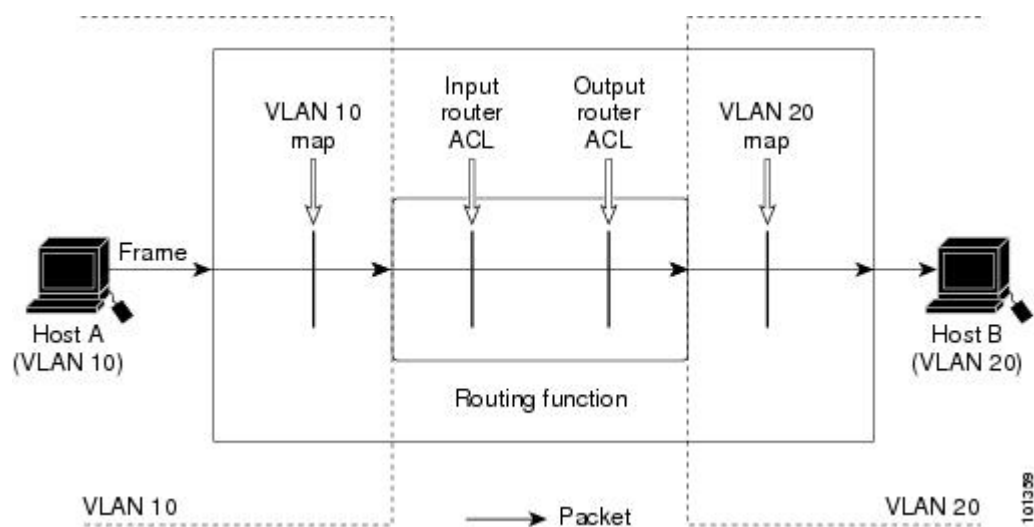 VLAN 10
map
Input
router
ACL
Output
router
ACL
VLAN 20
map
Frame
Host A
(VLAN 10)
Host B
(VLAN 20)
Routing function
VLAN 10
Packet
VLAN 20
101359